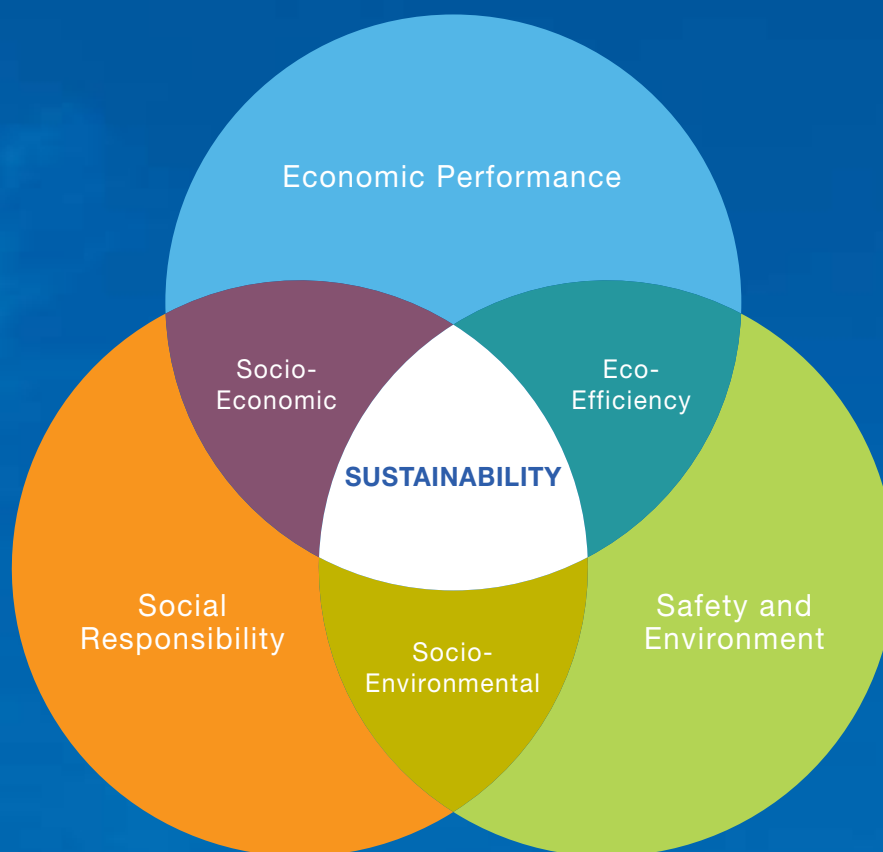 Economic Performance
Socio-
Economic
Eco-
Efficiency
SUSTAINABILITY
Social
Responsibility
Safety and
Environment
Socio-
Environmental